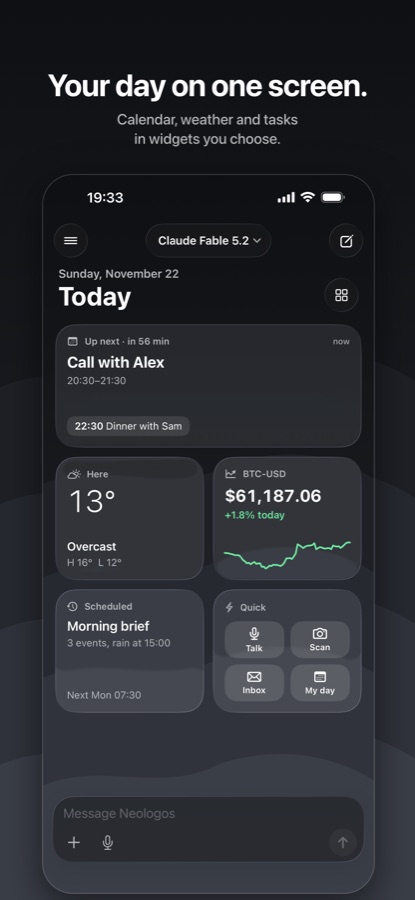 Your day on one screen.
Calendar, weather and tasks
in widgets you choose.
19:33
Claude Fable 5.2
Sunday, November 22
Today
Up next · in 56 min
now
Call with Alex
20:30–21:30
22:30 Dinner with Sam
Here
13°
Overcast
H 16° L 12°
BTC-USD
$61,187.06
+1.8% today
Scheduled
Morning brief
3 events, rain at 15:00
Next Mon 07:30
Quick
Talk
Scan
Inbox
My day
Message Neologos